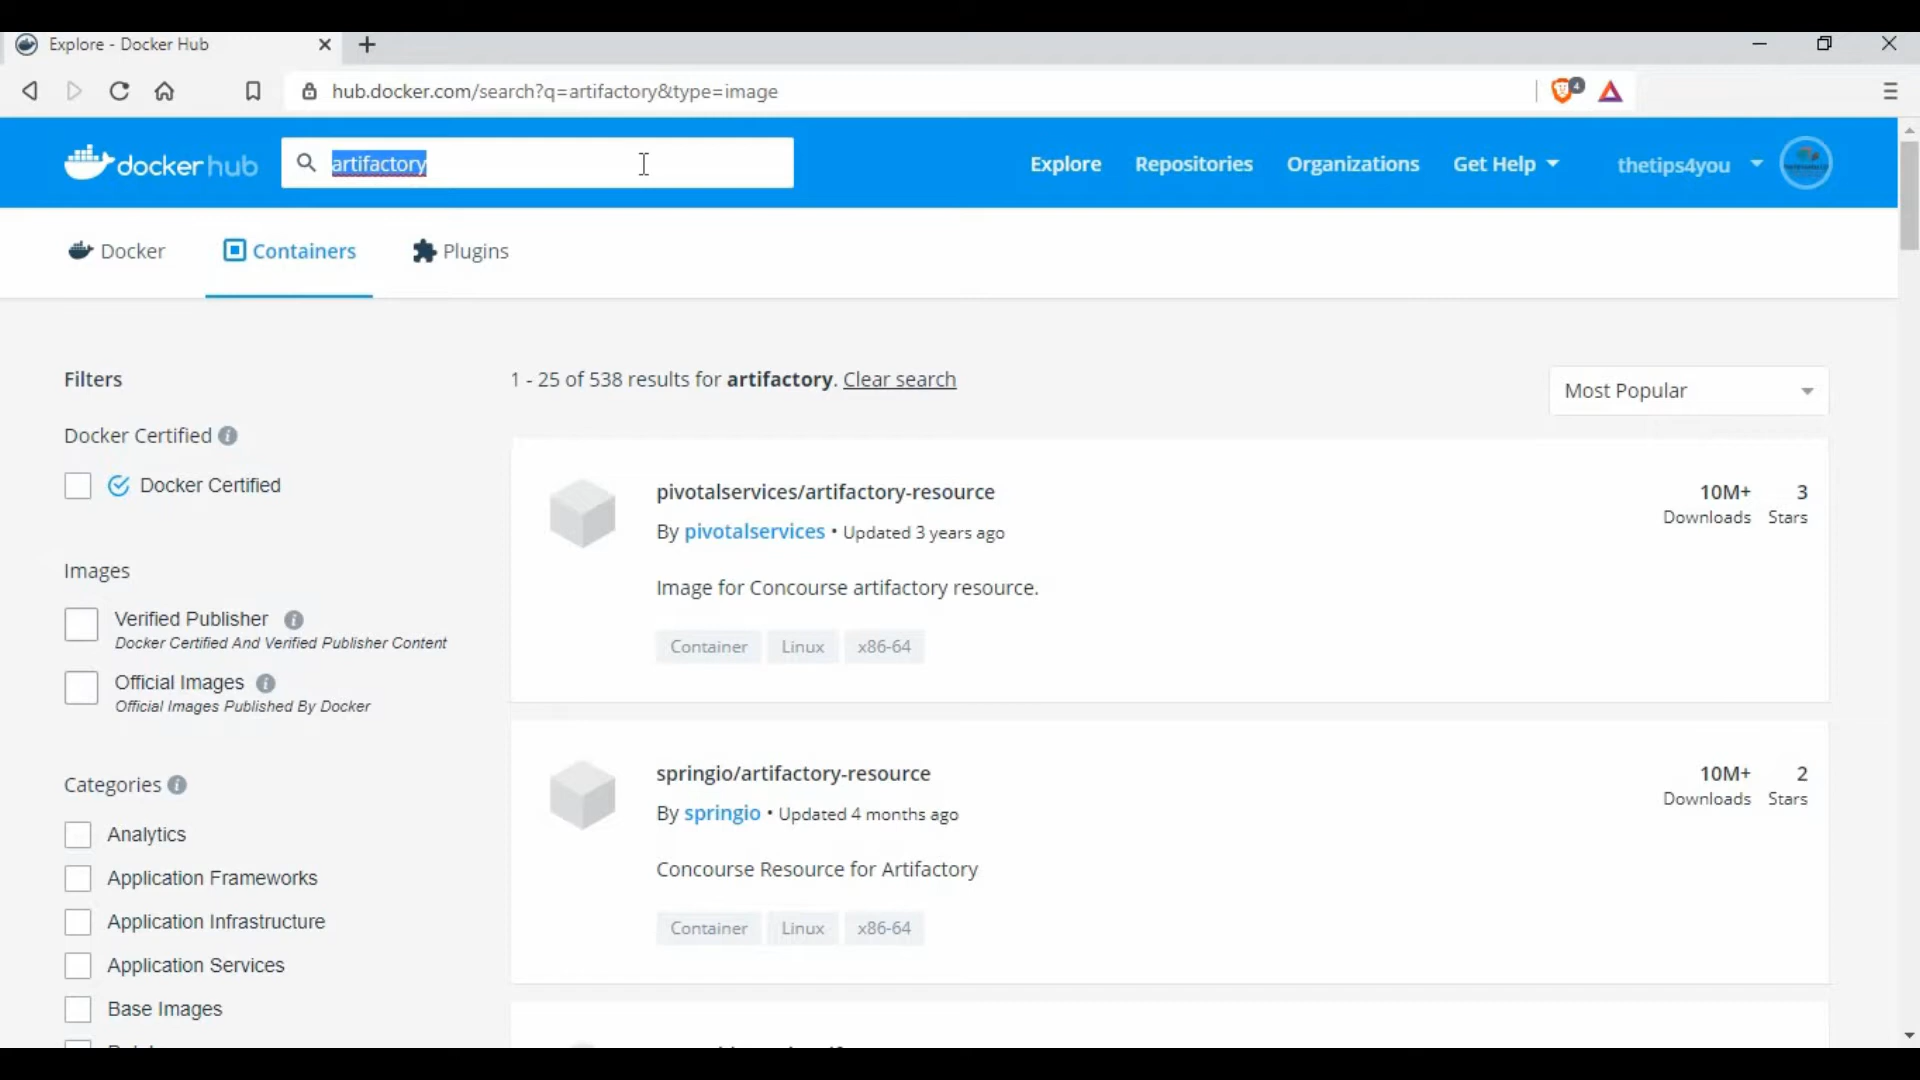 Explore - Docker Hub
hub.docker.com/search?q=artifactory&type=image
4
docker hub
artifactory
Explore
Repositories
Organizations
Get Help
thetips4you
Docker
Containers
Plugins
Filters
1 - 25 of 538 results for artifactory. Clear search
Most Popular
Docker Certified
Docker Certified
Images
Verified Publisher
Docker Certified And Verified Publisher Content
Official Images
Official Images Published By Docker
Categories
Analytics
Application Frameworks
Application Infrastructure
Application Services
Base Images
pivotalservices/artifactory-resource
10M+ 3
Downloads Stars
By pivotalservices • Updated 3 years ago
Image for Concourse artifactory resource.
Container Linux x86-64
springio/artifactory-resource
10M+ 2
Downloads Stars
By springio • Updated 4 months ago
Concourse Resource for Artifactory
Container Linux x86-64